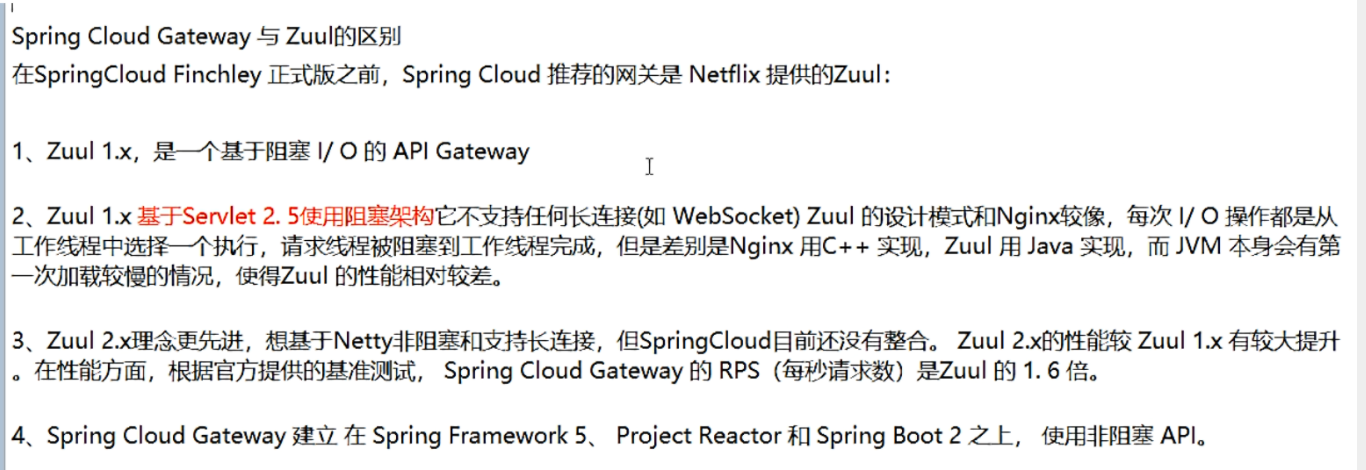 Spring Cloud Gateway 与 Zuul的区别
在SpringCloud Finchley 正式版之前，Spring Cloud 推荐的网关是 Netflix 提供的Zuul：
1、Zuul 1.x，是一个基于阻塞 I/ O 的 API Gateway
2、Zuul 1.x 基于Servlet 2. 5使用阻塞架构它不支持任何长连接(如 WebSocket) Zuul 的设计模式和Nginx较像，每次 I/ O 操作都是从
工作线程中选择一个执行，请求线程被阻塞到工作线程完成，但是差别是Nginx 用C++ 实现，Zuul 用 Java 实现，而 JVM 本身会有第
一次加载较慢的情况，使得Zuul 的性能相对较差。
3、Zuul 2.x理念更先进，想基于Netty非阻塞和支持长连接，但SpringCloud目前还没有整合。 Zuul 2.x的性能较 Zuul 1.x 有较大提升
。在性能方面，根据官方提供的基准测试， Spring Cloud Gateway 的 RPS（每秒请求数）是Zuul 的 1. 6 倍。
4、Spring Cloud Gateway 建立 在 Spring Framework 5、 Project Reactor 和 Spring Boot 2 之上， 使用非阻塞 API。